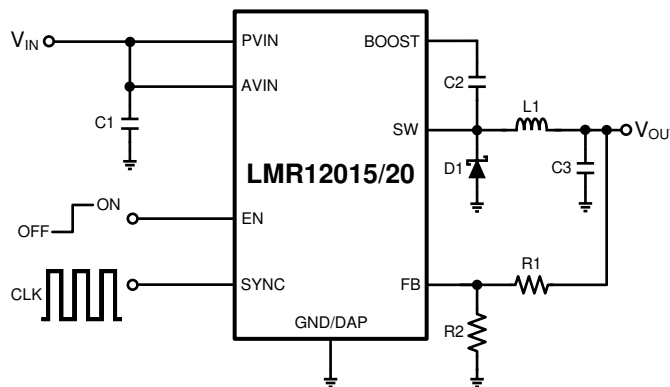 VIN
PVIN
BOOST
AVIN
C2
C1
L1
SW
VOU
D1
C3
LMR12015/20
ON
OFF
EN
CLK
SYNC
FB
R1
GND/DAP
R2